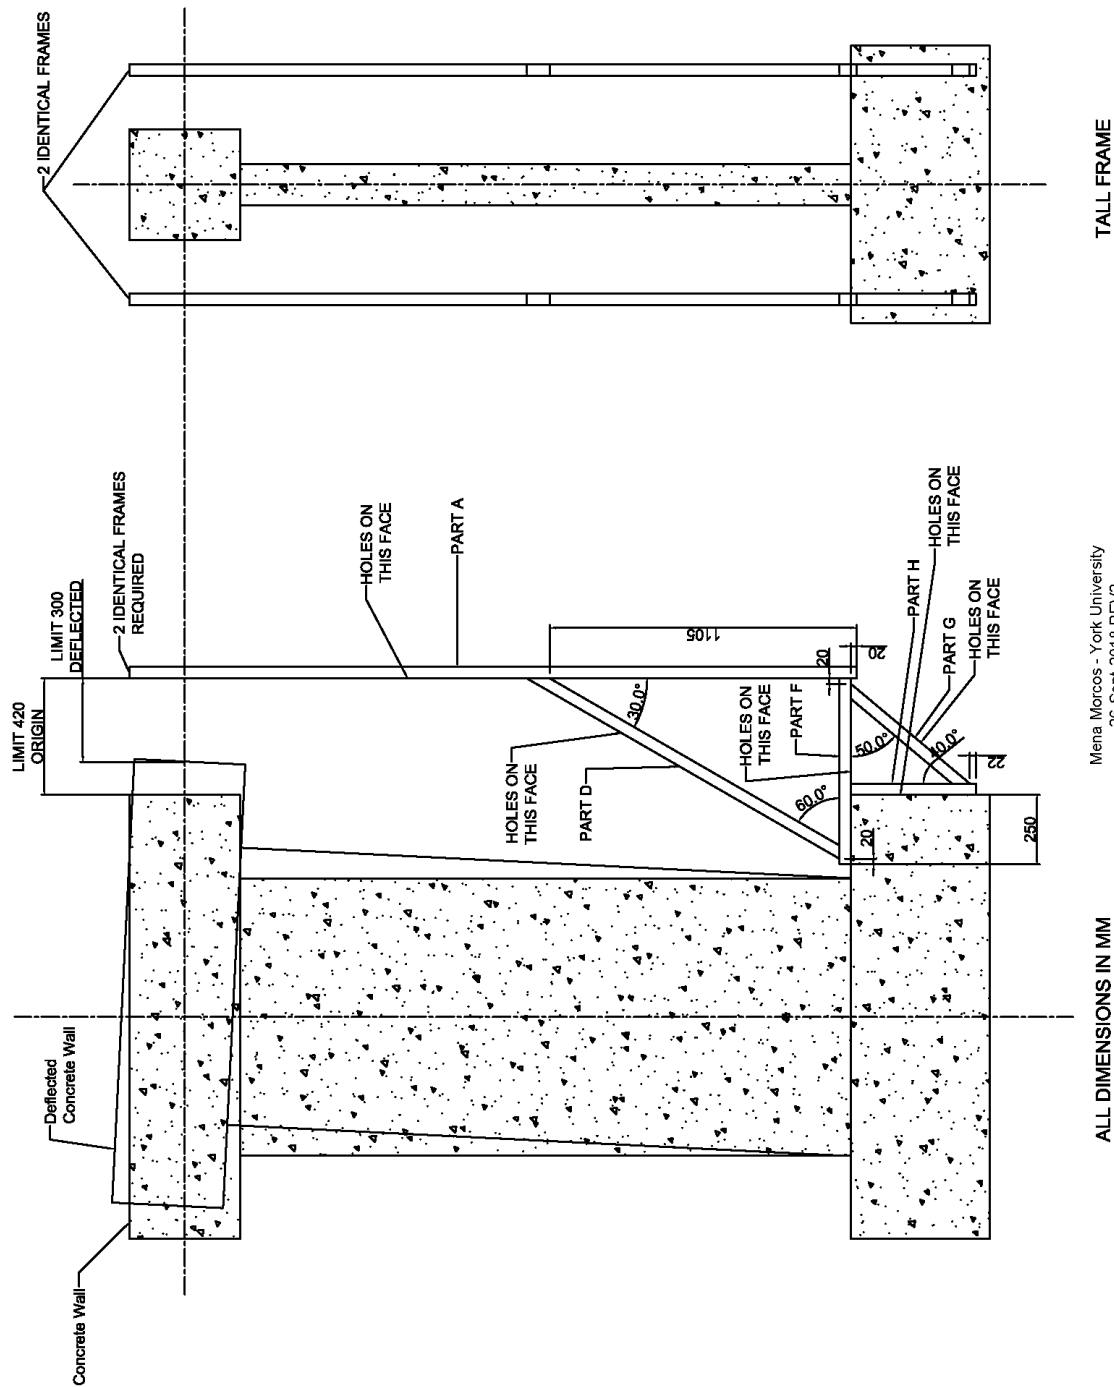 2 IDENTICAL FRAMES
LIMIT 300
DEFLECTED
LIMIT 420
ORIGIN
2 IDENTICAL FRAMES
REQUIRED
Deflected
Concrete Wall
Concrete Wall
HOLES ON
THIS FACE
PART A
1105
30.0°
HOLES ON
THIS FACE
PART D
60.0°
20
HOLES ON
THIS FACE
PART F
20
20
50.0°
40.0°
22
250
PART H
HOLES ON
THIS FACE
PART G
HOLES ON
THIS FACE
ALL DIMENSIONS IN MM
Mena Morcos - York University
TALL FRAME